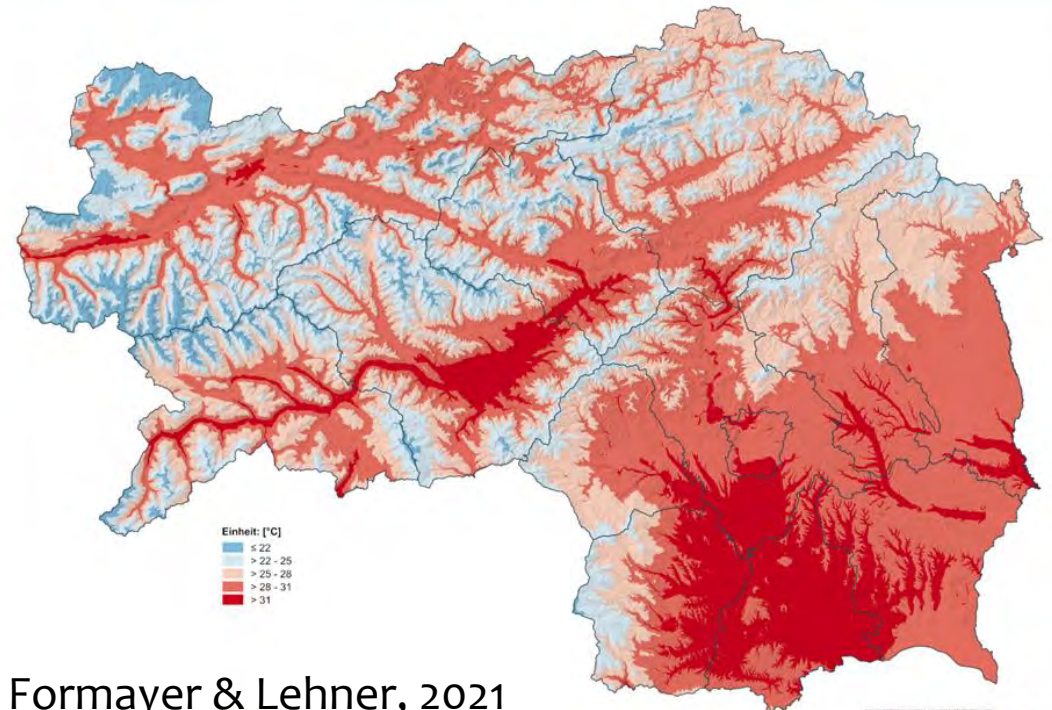 Einheit: [°C]
≤ 22
> 22 - 25
> 25 - 28
> 28 - 31
> 31
Formayer & Lehner, 2021